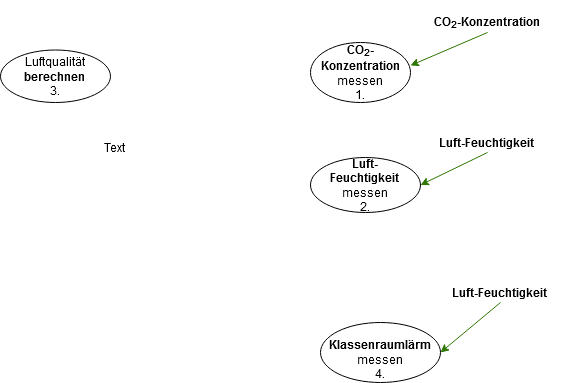 CO₂-Konzentration
Luftqualität
berechnen
3.
CO₂-
Konzentration
messen
1.
Text
Luft-Feuchtigkeit
Luft-
Feuchtigkeit
messen
2.
Luft-Feuchtigkeit
Klassenraumlärm
messen
4.